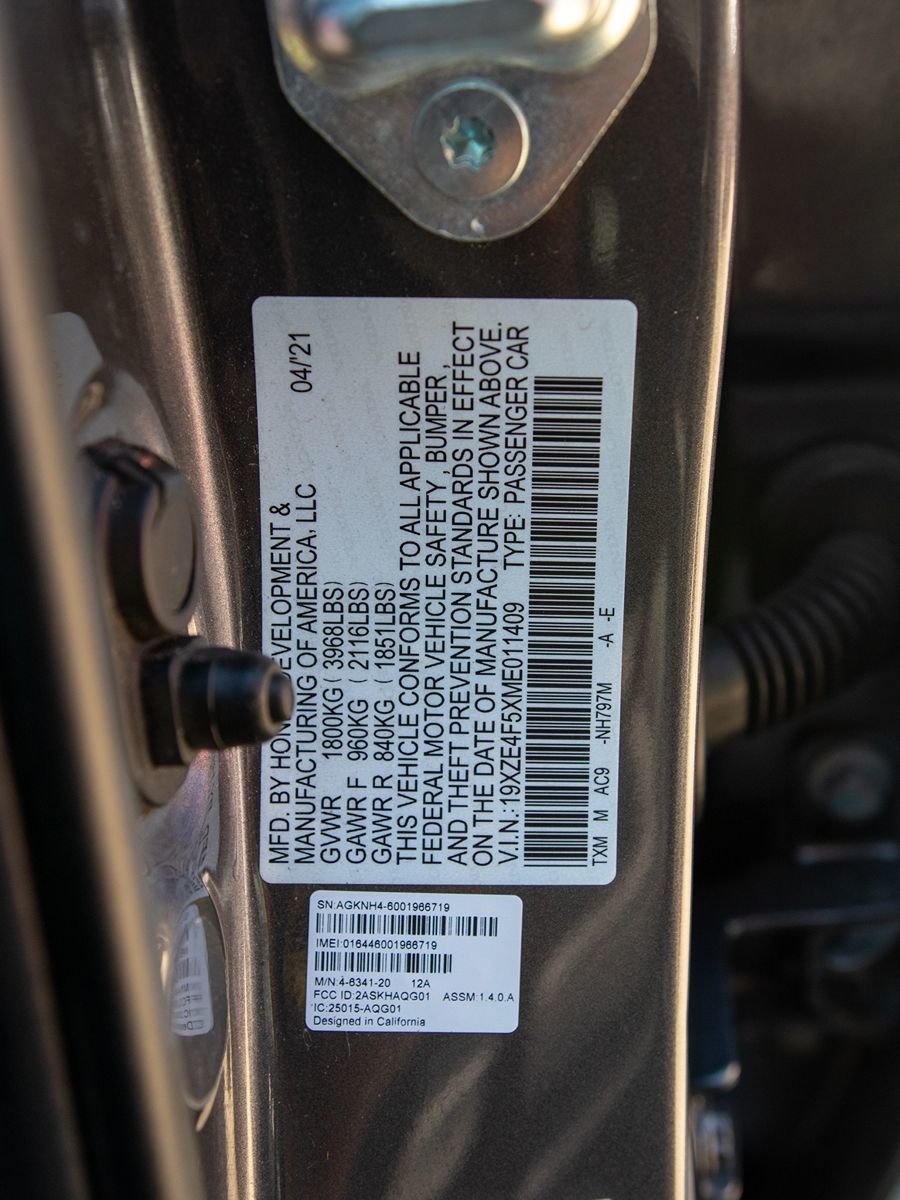 04/'21
MFD. BY HON EVELOPMENT &
MANUFACTURING OF AMERICA, LLC
GVWR 1800KG ( 3968LBS)
GAWR F 960KG ( 2116LBS)
GAWR R 840KG ( 1851LBS)
THIS VEHICLE CONFORMS TO ALL APPLICABLE
FEDERAL MOTOR VEHICLE SAFETY, BUMPER,
AND THEFT PREVENTION STANDARDS IN EFFECT
ON THE DATE OF MANUFACTURE SHOWN ABOVE.
V.I.N.:19XZE4F5XME011409 TYPE: PASSENGER CAR
TXM M AC9 -NH797M -A -E
SN:AGKNH4-6001966719
IMEI:016446001966719
M/N:4-6341-20 12A
FCC ID:2ASKHAQG01 ASSM:1.4.0.A
IC:25015-AQG01
Designed in California